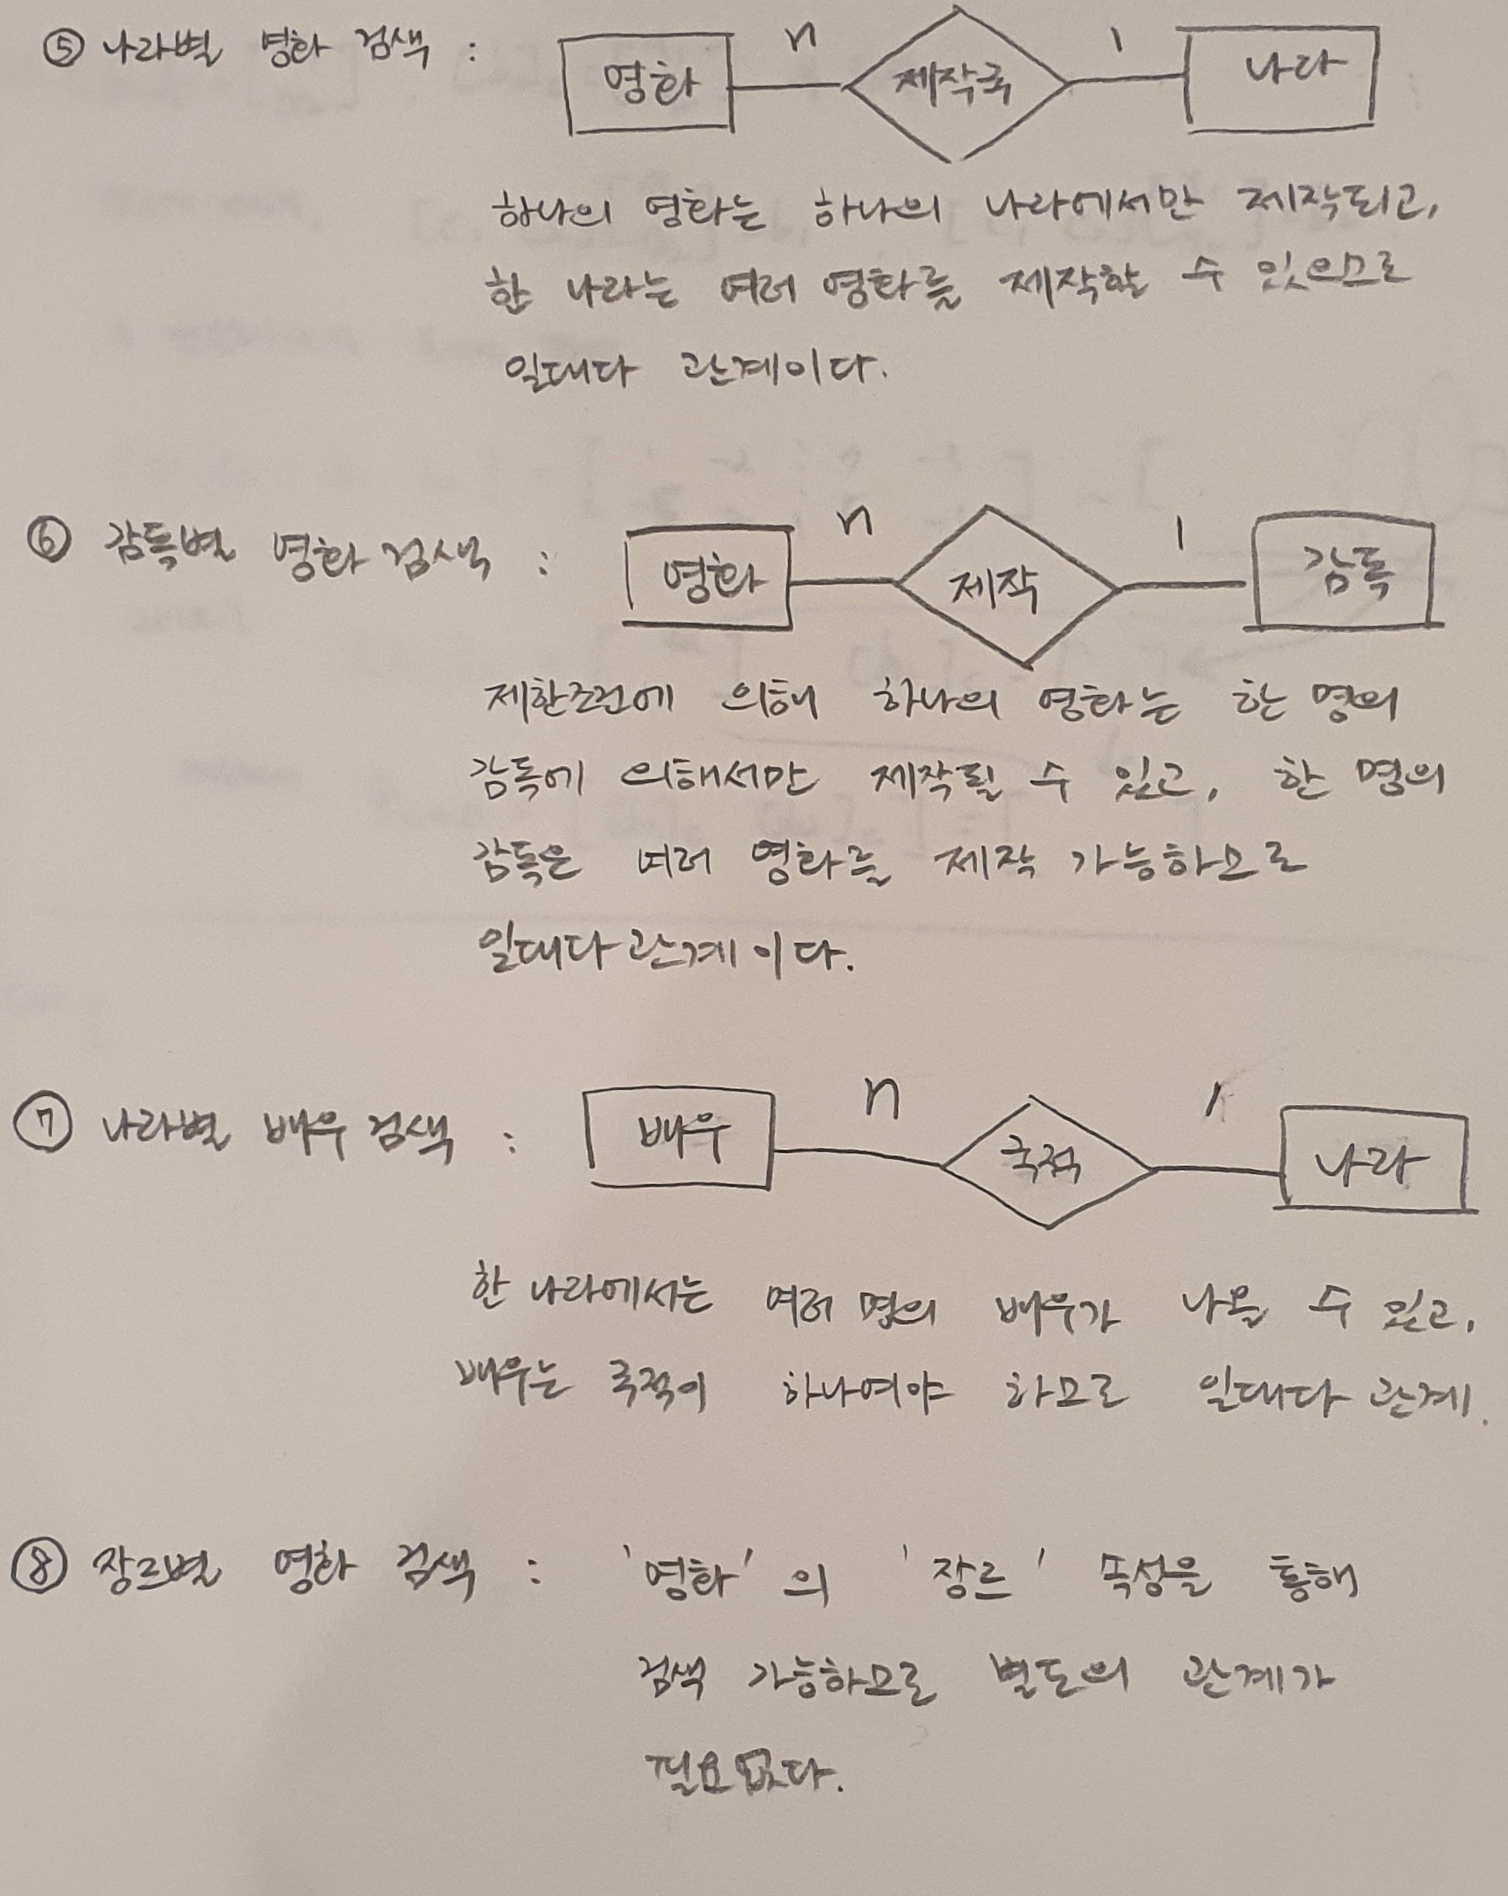 ⑤ 나라별 영화 검색 : 영화 n 제작국 1 나라
하나의 영화는 하나의 나라에서만 제작되고,
한 나라는 여러 영화를 제작할 수 있으므로
일대다 관계이다.
⑥ 감독별 영화 검색 : 영화 n 제작 1 감독
제한조건에 의해 하나의 영화는 한 명의
감독에 의해서만 제작될 수 있고, 한 명의
감독은 여러 영화를 제작 가능하므로
일대다 관계이다.
⑦ 나라별 배우 검색 : 배우 n 국적 1 나라
한 나라에서는 여러 명의 배우가 나올 수 있고,
배우는 국적이 하나여야 하므로 일대다 관계.
⑧ 장르별 영화 검색 : '영화'의 '장르' 속성을 통해
검색 가능하므로 별도의 관계가
필요없다.